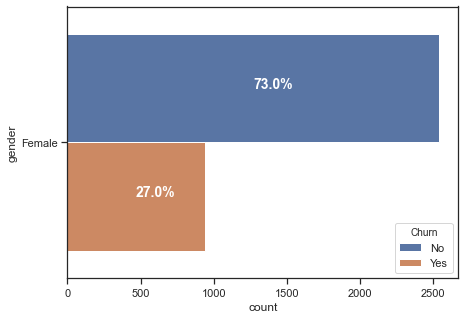 73.0%
gender
Female
27.0%
Churn
No
Yes
0 500 1000 1500 2000 2500
count